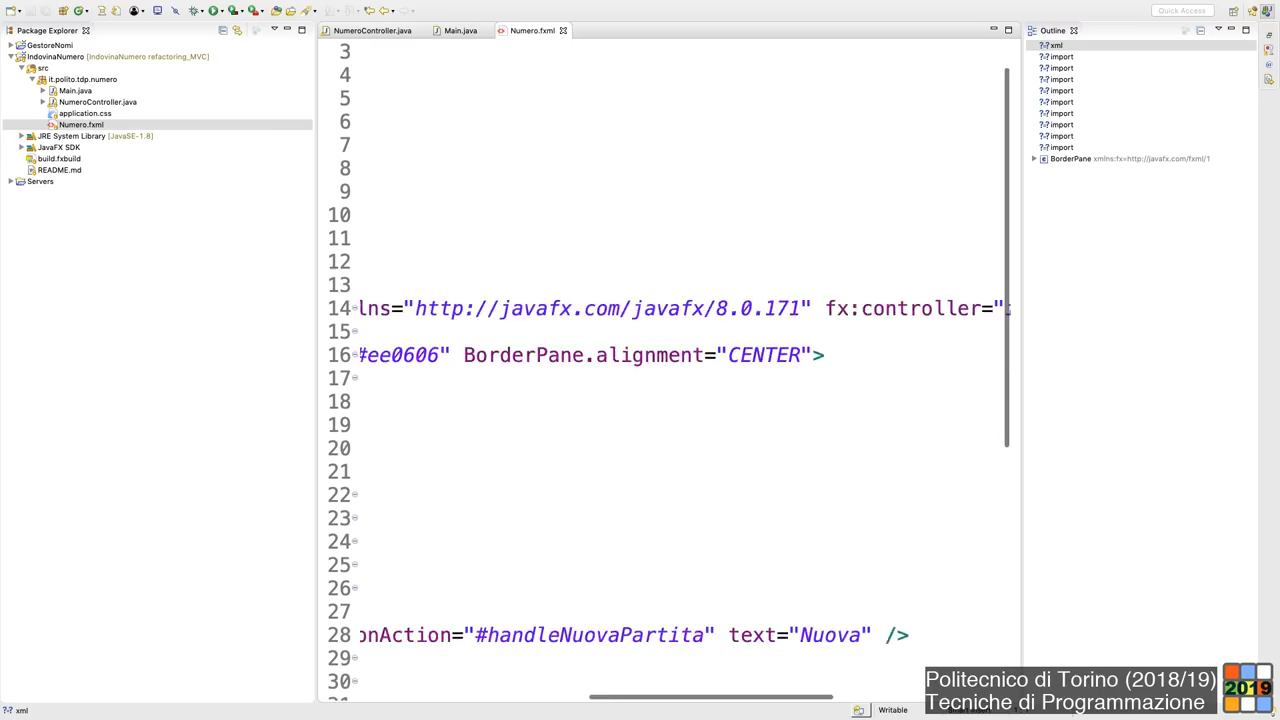 Quick Access
Package Explorer
GestoreNomi
IndovinaNumero [IndovinaNumero refactoring_MVC]
src
it.polito.tdp.numero
Main.java
NumeroController.java
application.css
Numero.fxml
JRE System Library [JavaSE-1.8]
JavaFX SDK
build.fxbuild
README.md
Servers
NumeroController.java
Main.java
Numero.fxml
3
4
5
6
7
8
9
10
11
12
13
14 lns="http://javafx.com/javafx/8.0.171" fx:controller="
15
16 #ee0606" BorderPane.alignment="CENTER">
17
18
19
20
21
22
23
24
25
26
27
28 onAction="#handleNuovaPartita" text="Nuova" />
29
30
31
Outline
xml
import
import
import
import
import
import
import
import
import
BorderPane xmlns:fx=http://javafx.com/fxml/1
Politecnico di Torino (2018/19)
Tecniche di Programmazione
2019
xml
Writable